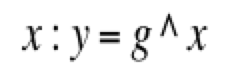 x : y = g ^ x